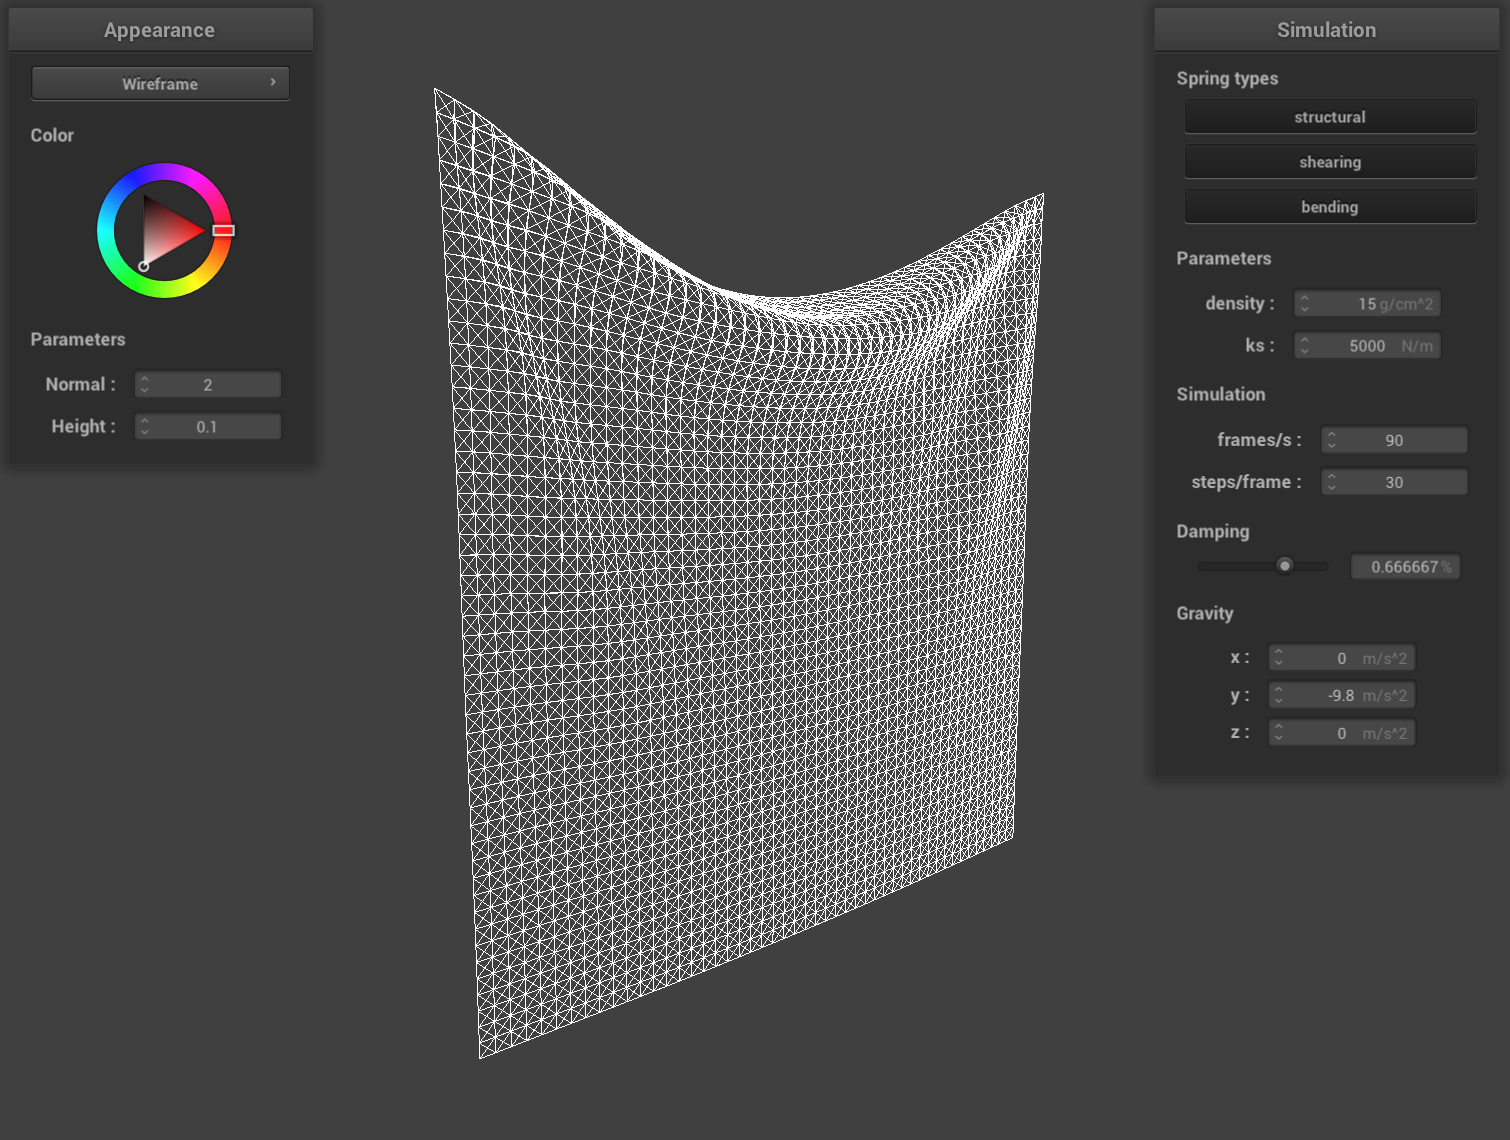 Appearance
Wireframe ›
Color
Parameters
Normal : 2
Height : 0.1
Simulation
Spring types
structural
shearing
bending
Parameters
density : 15 g/cm^2
ks : 5000 N/m
Simulation
frames/s : 90
steps/frame : 30
Damping
0.666667 %
Gravity
x : 0 m/s^2
y : -9.8 m/s^2
z : 0 m/s^2